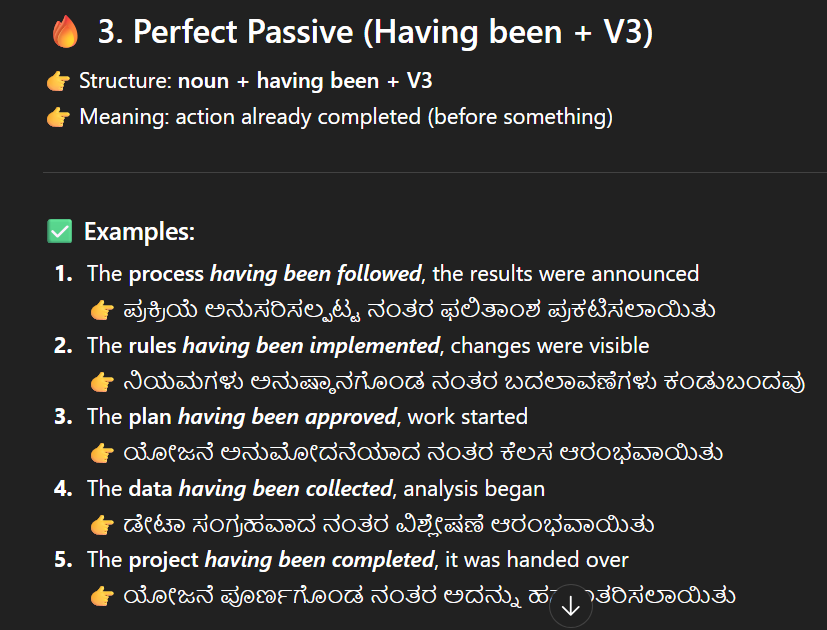 🔥 3. Perfect Passive (Having been + V3)
👉 Structure: noun + having been + V3
👉 Meaning: action already completed (before something)
✅ Examples:
1. The process having been followed, the results were announced
👉 ಪ್ರಕ್ರಿಯೆ ಅನುಸರಿಸಲ್ಪಟ್ಟ ನಂತರ ಫಲಿತಾಂಶ ಪ್ರಕಟಿಸಲಾಯಿತು
2. The rules having been implemented, changes were visible
👉 ನಿಯಮಗಳು ಅನುಷ್ಠಾನಗೊಂಡ ನಂತರ ಬದಲಾವಣೆಗಳು ಕಂಡುಬಂದವು
3. The plan having been approved, work started
👉 ಯೋಜನೆ ಅನುಮೋದನೆಯಾದ ನಂತರ ಕೆಲಸ ಆರಂಭವಾಯಿತು
4. The data having been collected, analysis began
👉 ಡೇಟಾ ಸಂಗ್ರಹವಾದ ನಂತರ ವಿಶ್ಲೇಷಣೆ ಆರಂಭವಾಯಿತು
5. The project having been completed, it was handed over
👉 ಯೋಜನೆ ಪೂರ್ಣಗೊಂಡ ನಂತರ ಅದನ್ನು